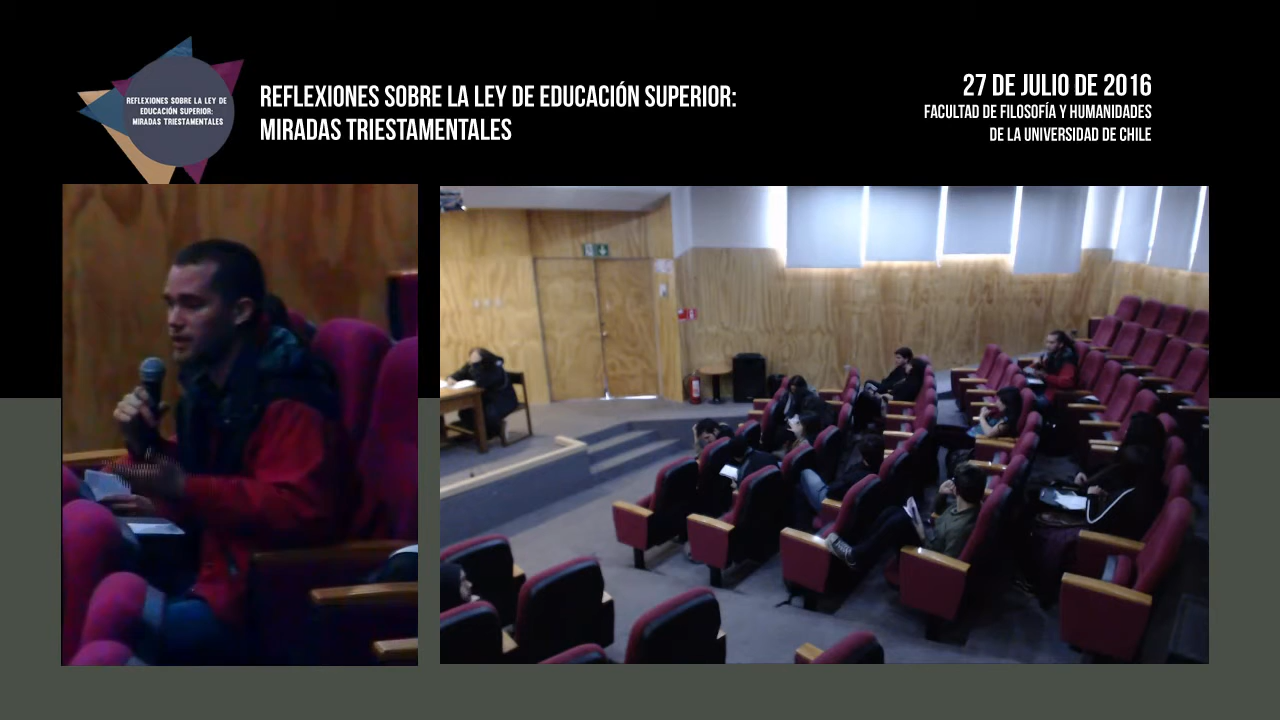 REFLEXIONES SOBRE LA LEY DE
EDUCACIÓN SUPERIOR:
MIRADAS TRIESTAMENTALES
REFLEXIONES SOBRE LA LEY DE EDUCACIÓN SUPERIOR:
MIRADAS TRIESTAMENTALES
27 DE JULIO DE 2016
FACULTAD DE FILOSOFÍA Y HUMANIDADES
DE LA UNIVERSIDAD DE CHILE